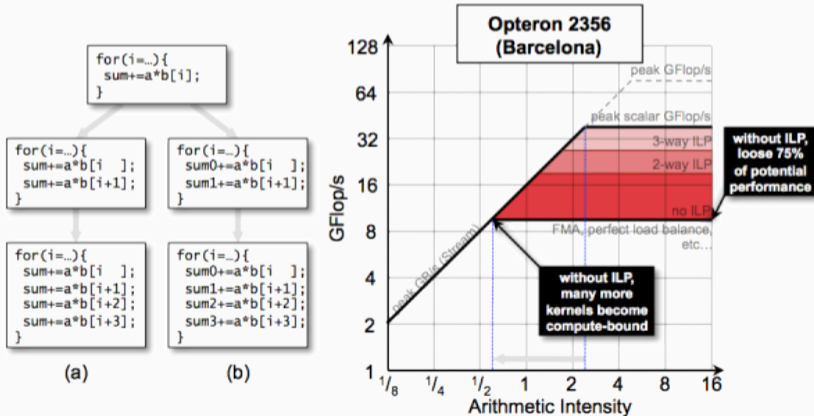 for(i=…){
sum+=a*b[i];
}
for(i=…){
sum+=a*b[i  ];
sum+=a*b[i+1];
}
for(i=…){
sum0+=a*b[i  ];
sum1+=a*b[i+1];
}
for(i=…){
sum+=a*b[i  ];
sum+=a*b[i+1];
sum+=a*b[i+2];
sum+=a*b[i+3];
}
for(i=…){
sum0+=a*b[i  ];
sum1+=a*b[i+1];
sum2+=a*b[i+2];
sum3+=a*b[i+3];
}
(a)
(b)
Opteron 2356
(Barcelona)
GFlop/s
128
64
32
16
8
4
2
1
peak GFlop/s
peak scalar GFlop/s
3-way ILP
2-way ILP
no ILP
FMA, perfect load balance,
etc…
peak GB/s (Stream)
without ILP,
loose 75%
of potential
performance
without ILP,
many more
kernels become
compute-bound
1/8
1/4
1/2
1
2
4
8
16
Arithmetic Intensity